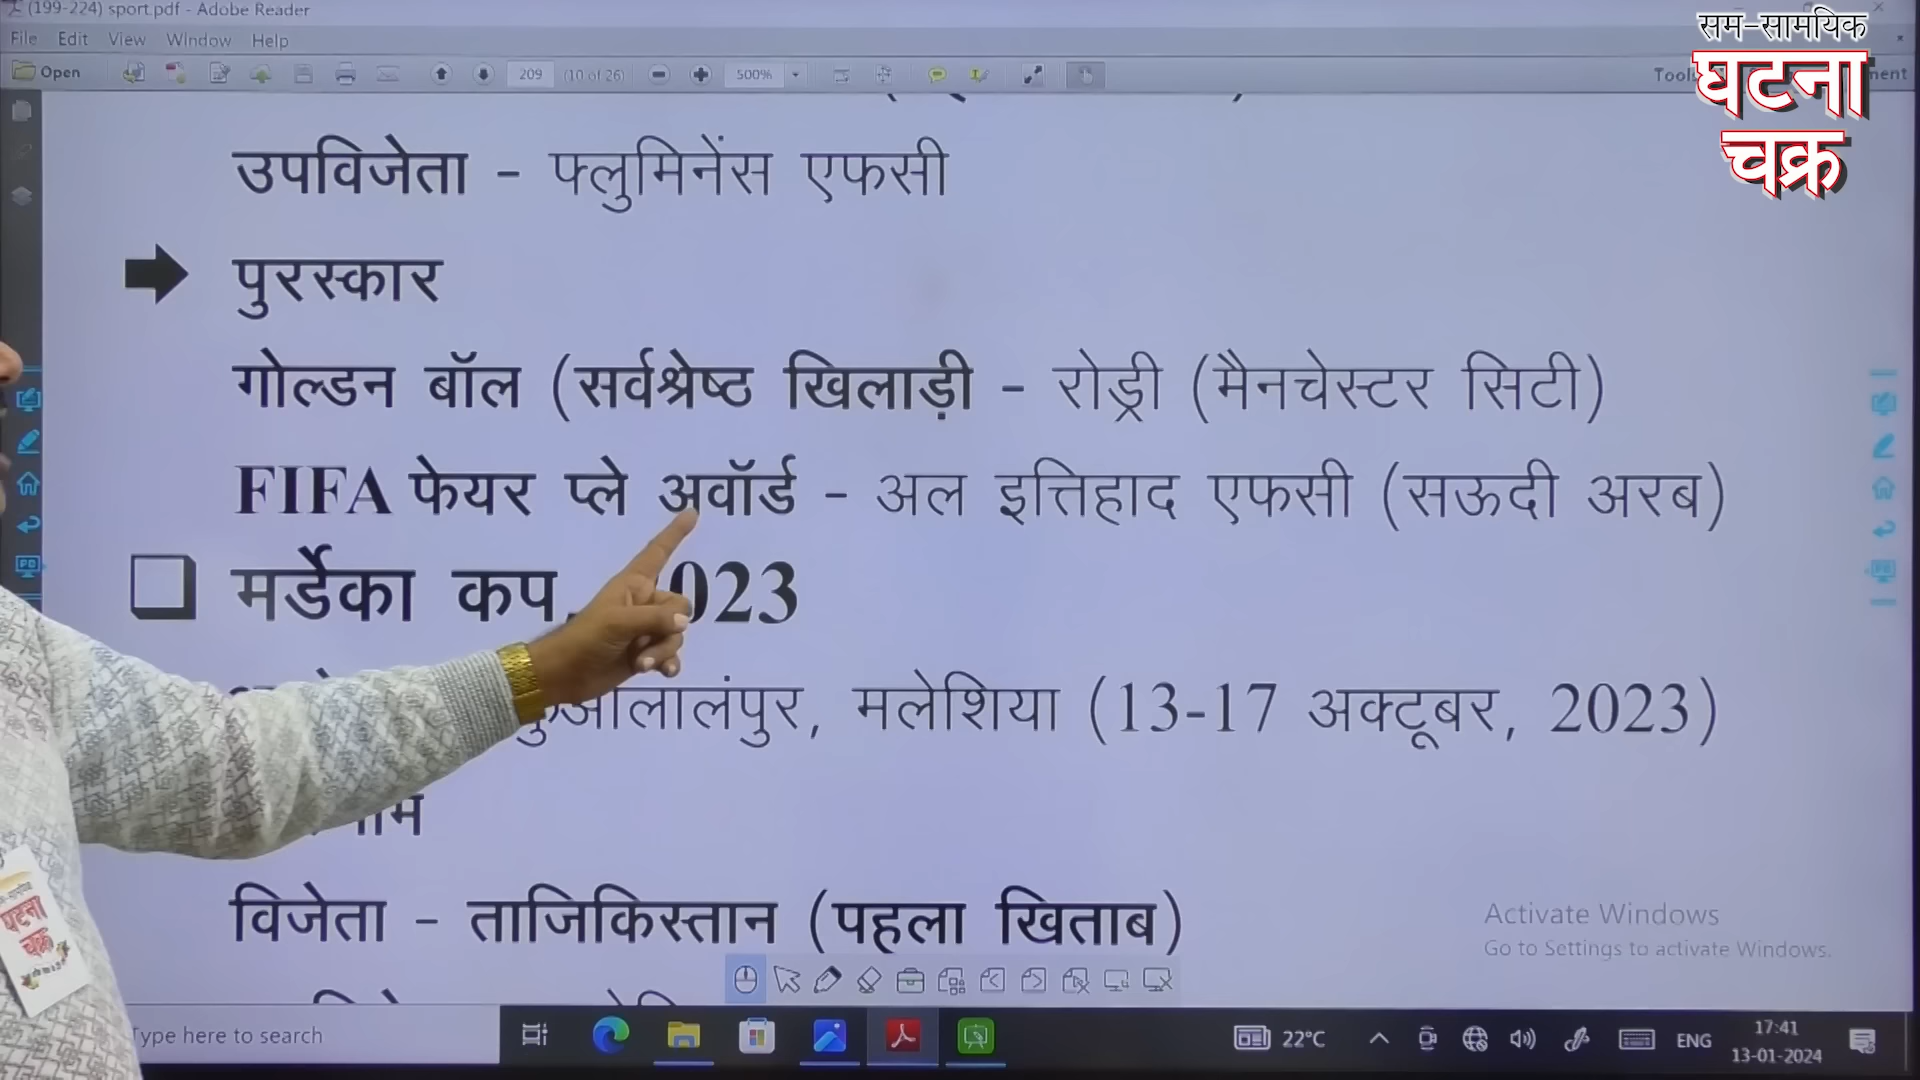 (199-224) sport.pdf - Adobe Reader
सम-सामयिक
File Edit View Window Help
घटना
Open 209 (10 of 26) 500%
चक्र
उपविजेता - फ्लुमिनेंस एफसी
पुरस्कार
गोल्डन बॉल (सर्वश्रेष्ठ खिलाड़ी - रोड्री (मैनचेस्टर सिटी)
FIFA फेयर प्ले अवॉर्ड - अल इत्तिहाद एफसी (सऊदी अरब)
मर्डेका कप, 2023
कुआलालंपुर, मलेशिया (13-17 अक्टूबर, 2023)
विजेता - ताजिकिस्तान (पहला खिताब)
घटना
चक्र
Activate Windows
Go to Settings to activate Windows.
Type here to search
22°C
ENG
17:41
13-01-2024